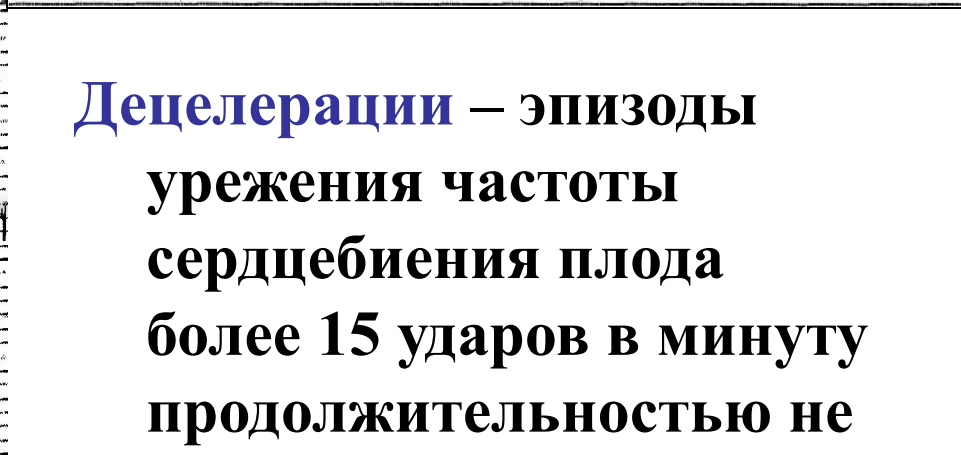 Децелерации – эпизоды
урежения частоты
сердцебиения плода
более 15 ударов в минуту
продолжительностью не